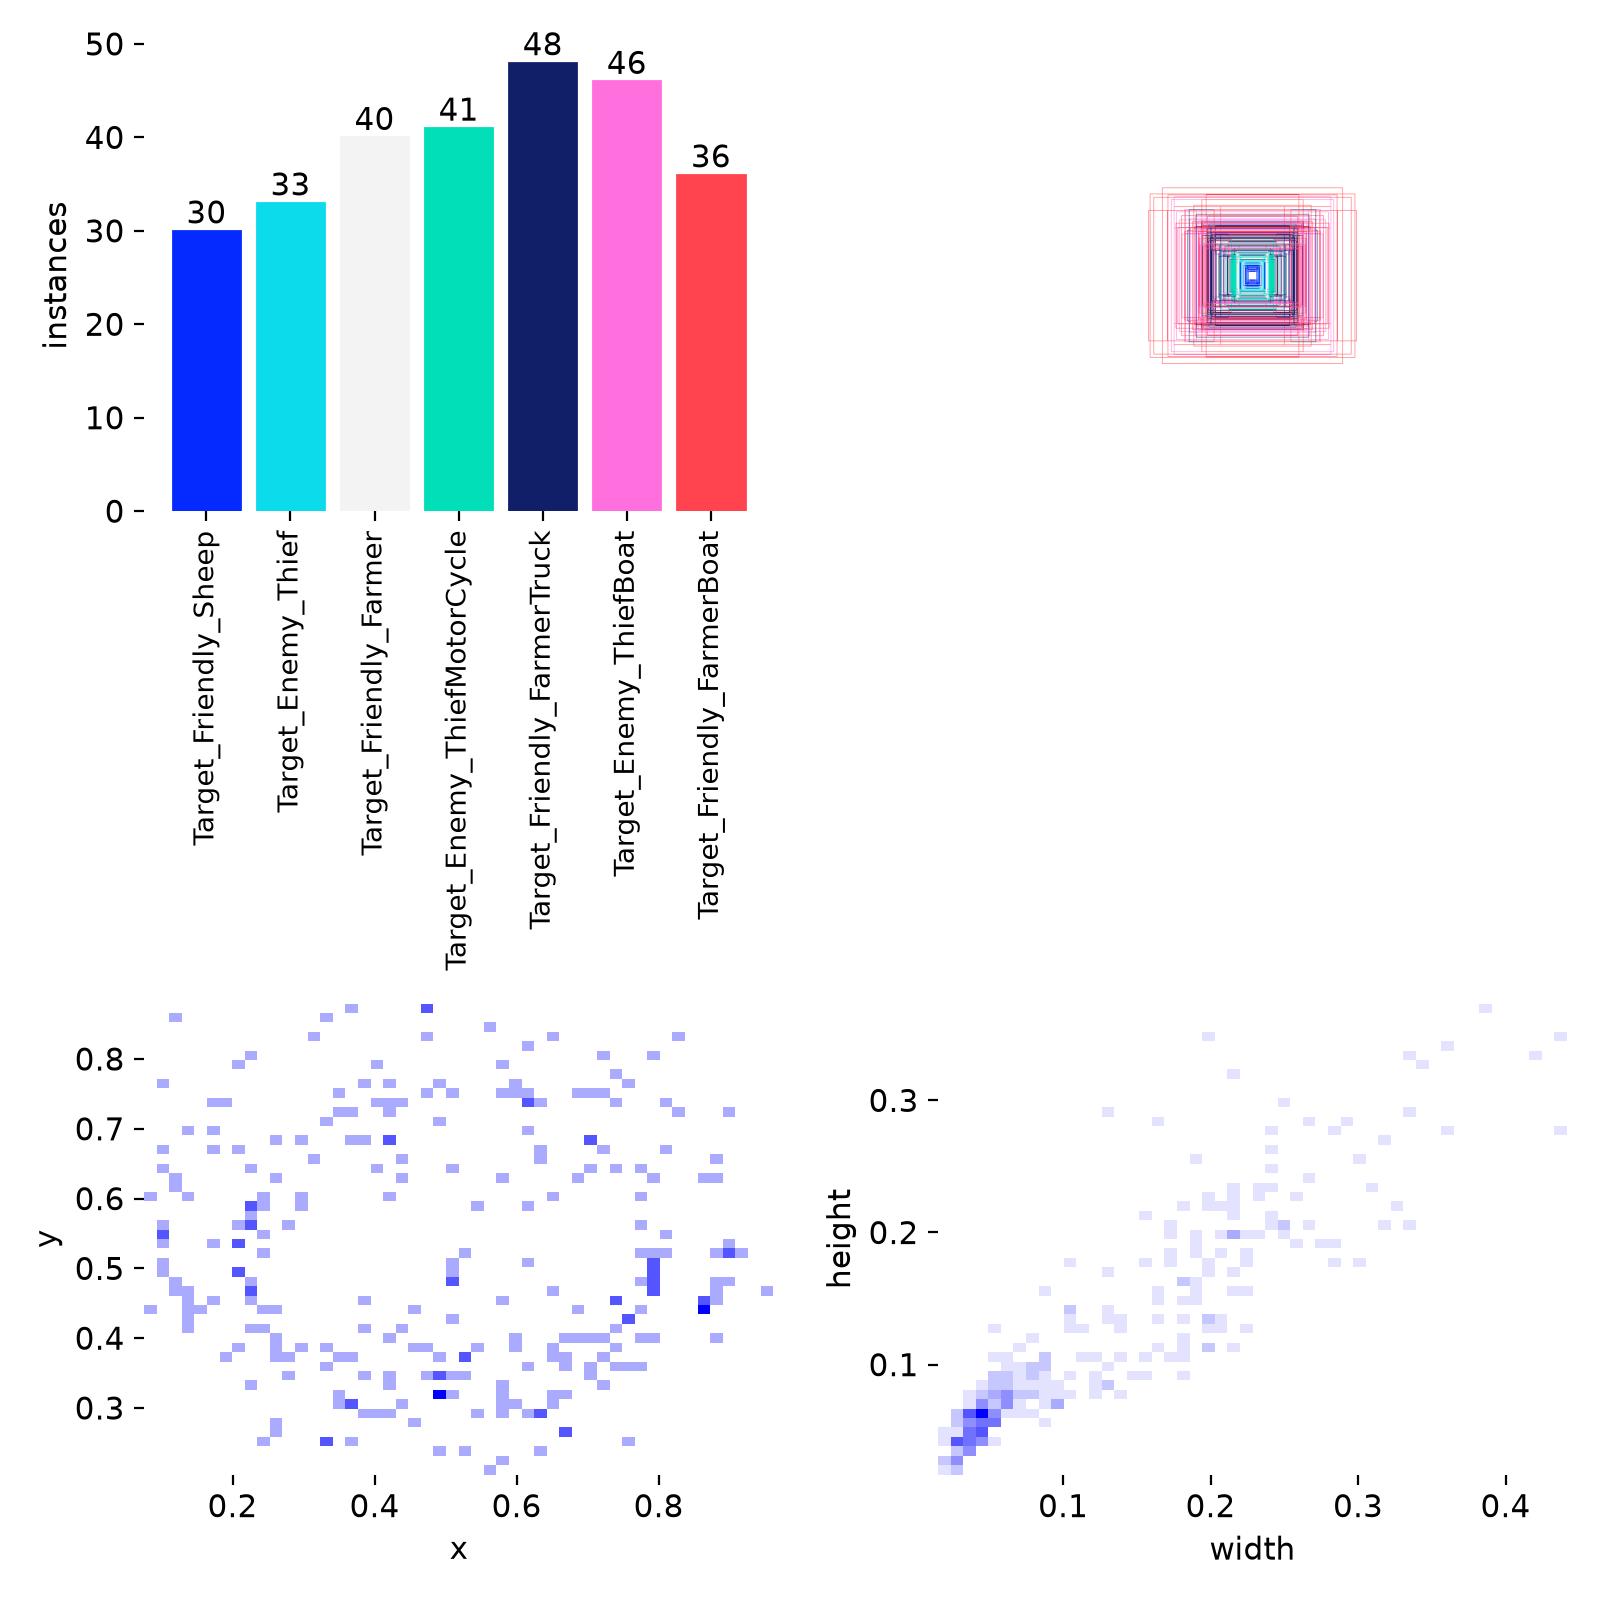 50
40
30
20
10
0
instances
30
33
40
41
48
46
36
Target_Friendly_Sheep
Target_Enemy_Thief
Target_Friendly_Farmer
Target_Enemy_ThiefMotorCycle
Target_Friendly_FarmerTruck
Target_Enemy_ThiefBoat
Target_Friendly_FarmerBoat
0.8
0.7
0.6
0.5
0.4
0.3
y
0.2 0.4 0.6 0.8
x
0.3
0.2
0.1
height
0.1 0.2 0.3 0.4
width